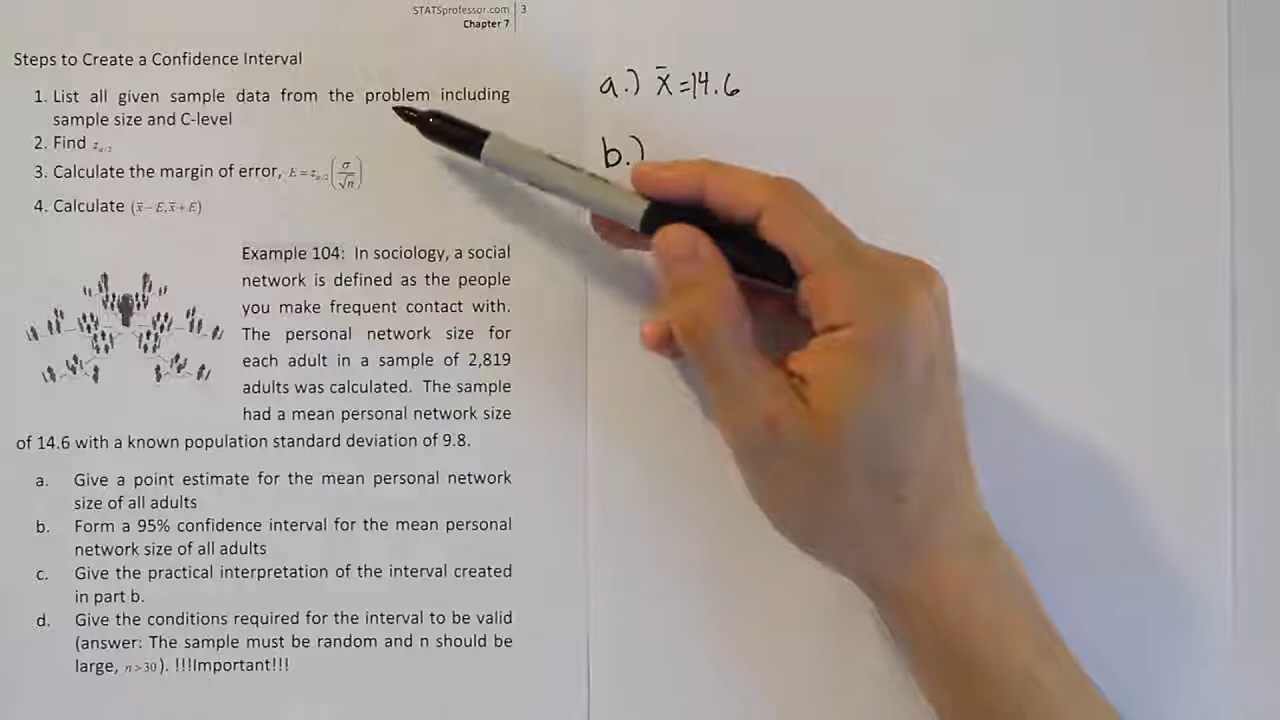 STATSprofessor.com 3
Chapter 7
Steps to Create a Confidence Interval
1. List all given sample data from the problem including
sample size and C-level
2. Find z_{α/2}
3. Calculate the margin of error, E = z_{α/2}(σ/√n)
4. Calculate (x̄ − E, x̄ + E)
Example 104: In sociology, a social
network is defined as the people
you make frequent contact with.
The personal network size for
each adult in a sample of 2,819
adults was calculated. The sample
had a mean personal network size
of 14.6 with a known population standard deviation of 9.8.
a. Give a point estimate for the mean personal network
size of all adults
b. Form a 95% confidence interval for the mean personal
network size of all adults
c. Give the practical interpretation of the interval created
in part b.
d. Give the conditions required for the interval to be valid
(answer: The sample must be random and n should be
large, n > 30). !!!Important!!!
a.) x̄ = 14.6
b.)